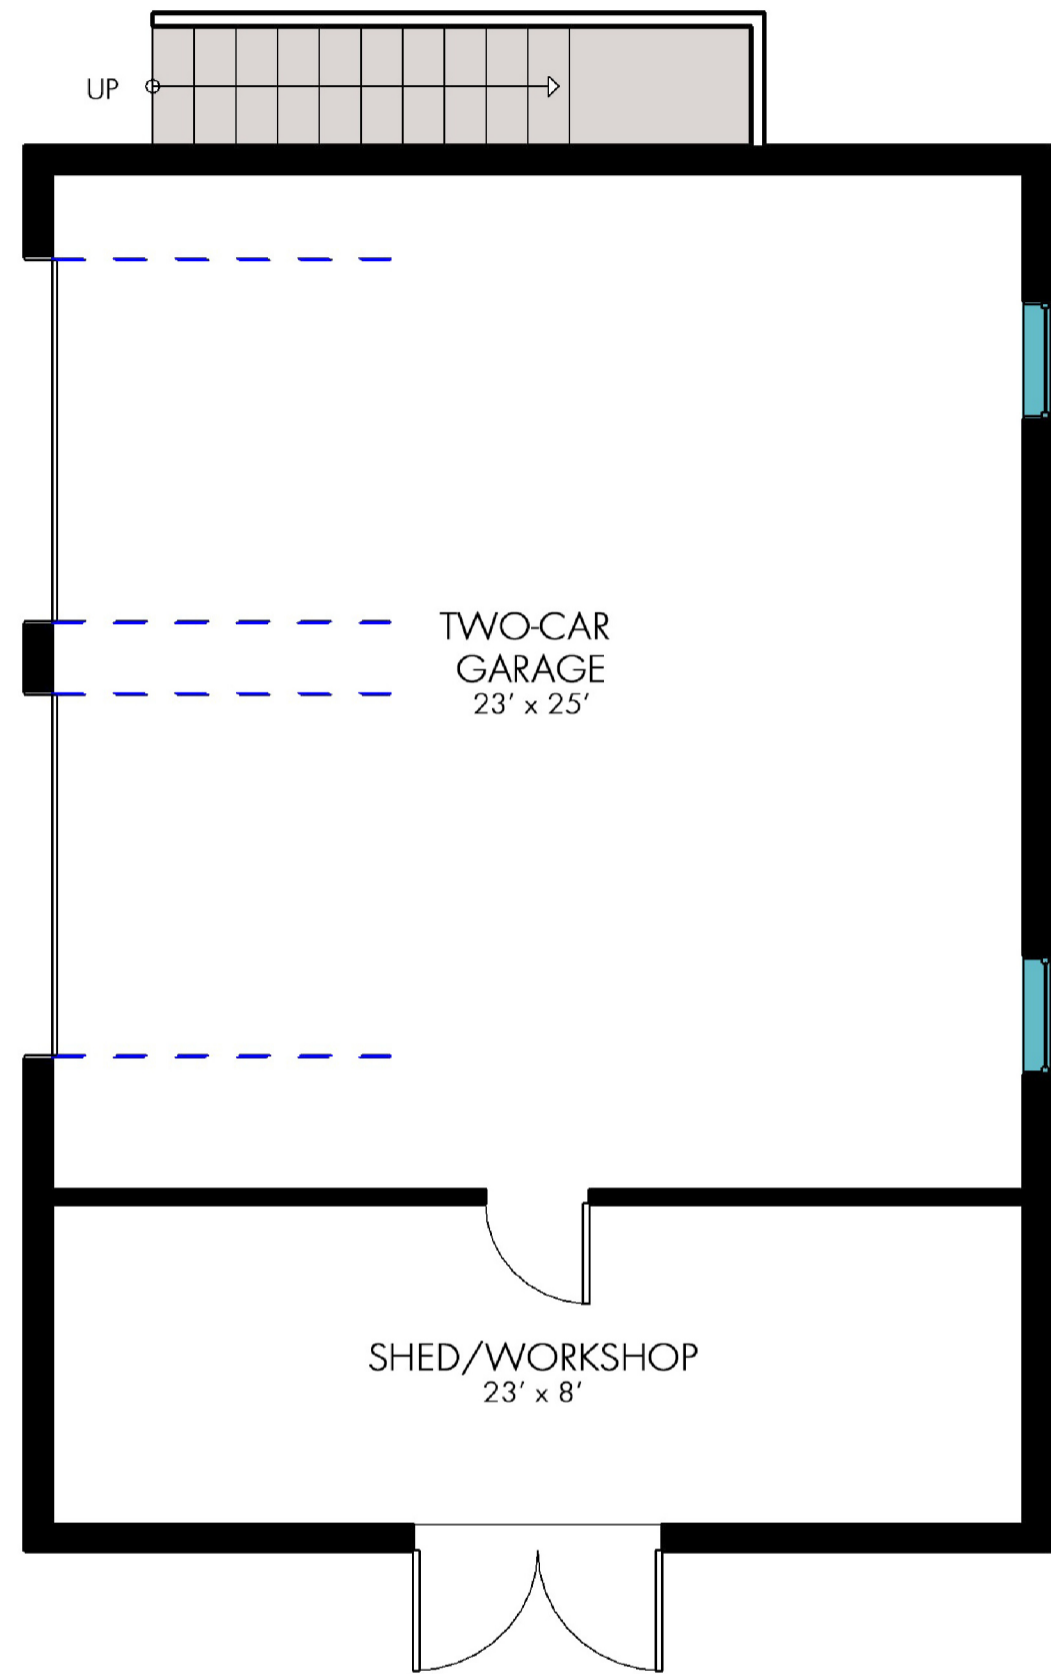 UP
TWO-CAR
GARAGE
23' x 25'
SHED/WORKSHOP
23' x 8'